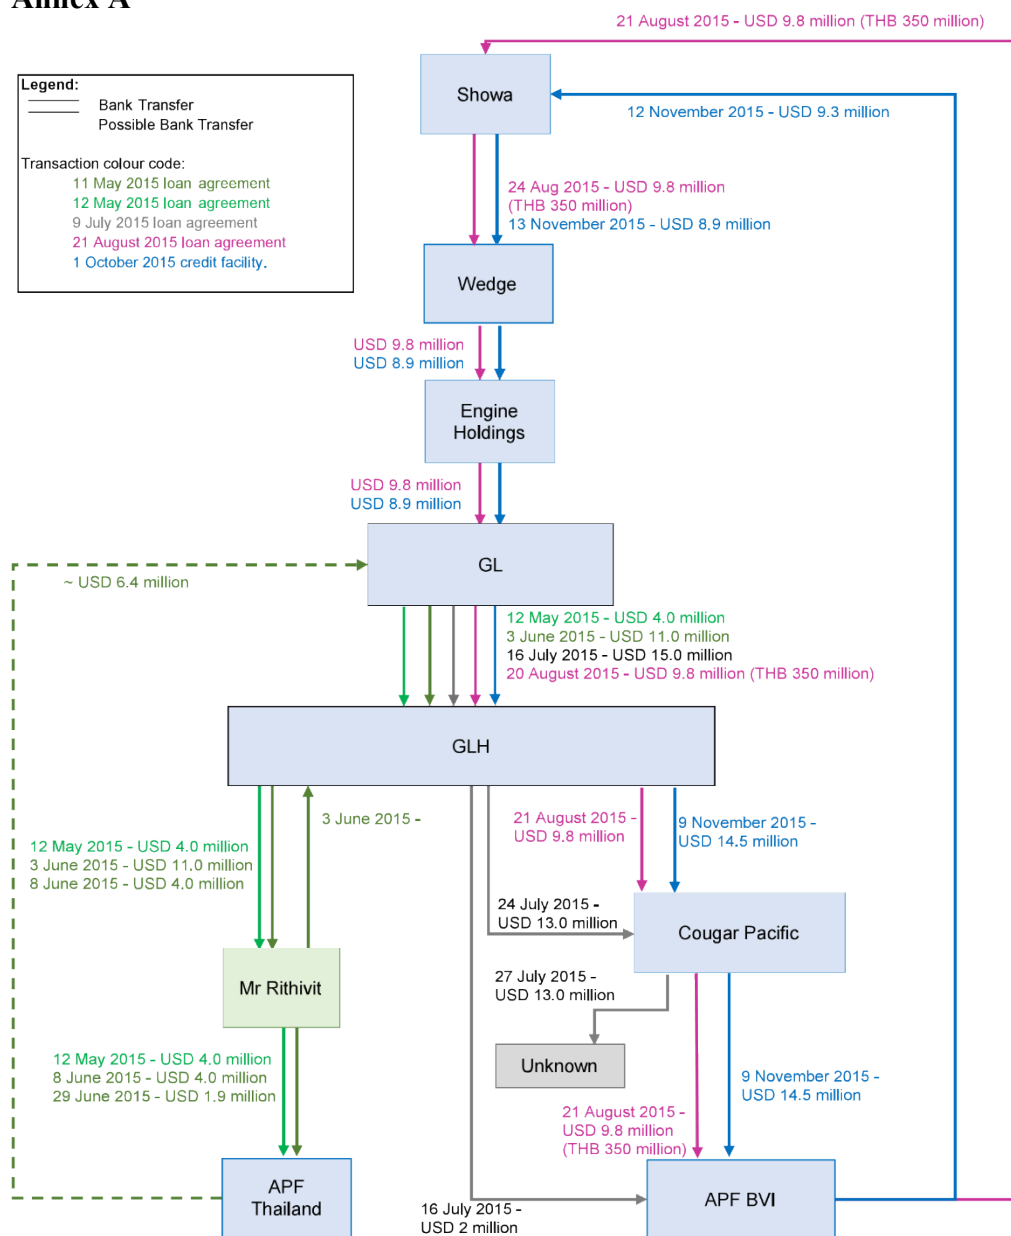 Annex A
21 August 2015 - USD 9.8 million (THB 350 million)
Legend:
Bank Transfer
Possible Bank Transfer
Transaction colour code:
11 May 2015 loan agreement
12 May 2015 loan agreement
9 July 2015 loan agreement
21 August 2015 loan agreement
1 October 2015 credit facility.
Showa
12 November 2015 - USD 9.3 million
24 Aug 2015 - USD 9.8 million
(THB 350 million)
13 November 2015 - USD 8.9 million
Wedge
USD 9.8 million
USD 8.9 million
Engine
Holdings
USD 9.8 million
USD 8.9 million
GL
~ USD 6.4 million
12 May 2015 - USD 4.0 million
3 June 2015 - USD 11.0 million
16 July 2015 - USD 15.0 million
20 August 2015 - USD 9.8 million (THB 350 million)
GLH
3 June 2015 -
21 August 2015 -
USD 9.8 million
9 November 2015 -
USD 14.5 million
12 May 2015 - USD 4.0 million
3 June 2015 - USD 11.0 million
8 June 2015 - USD 4.0 million
24 July 2015 -
USD 13.0 million
Cougar Pacific
Mr Rithivit
27 July 2015 -
USD 13.0 million
Unknown
12 May 2015 - USD 4.0 million
8 June 2015 - USD 4.0 million
29 June 2015 - USD 1.9 million
9 November 2015 -
USD 14.5 million
21 August 2015 -
USD 9.8 million
(THB 350 million)
APF
Thailand
16 July 2015 -
USD 2 million
APF BVI